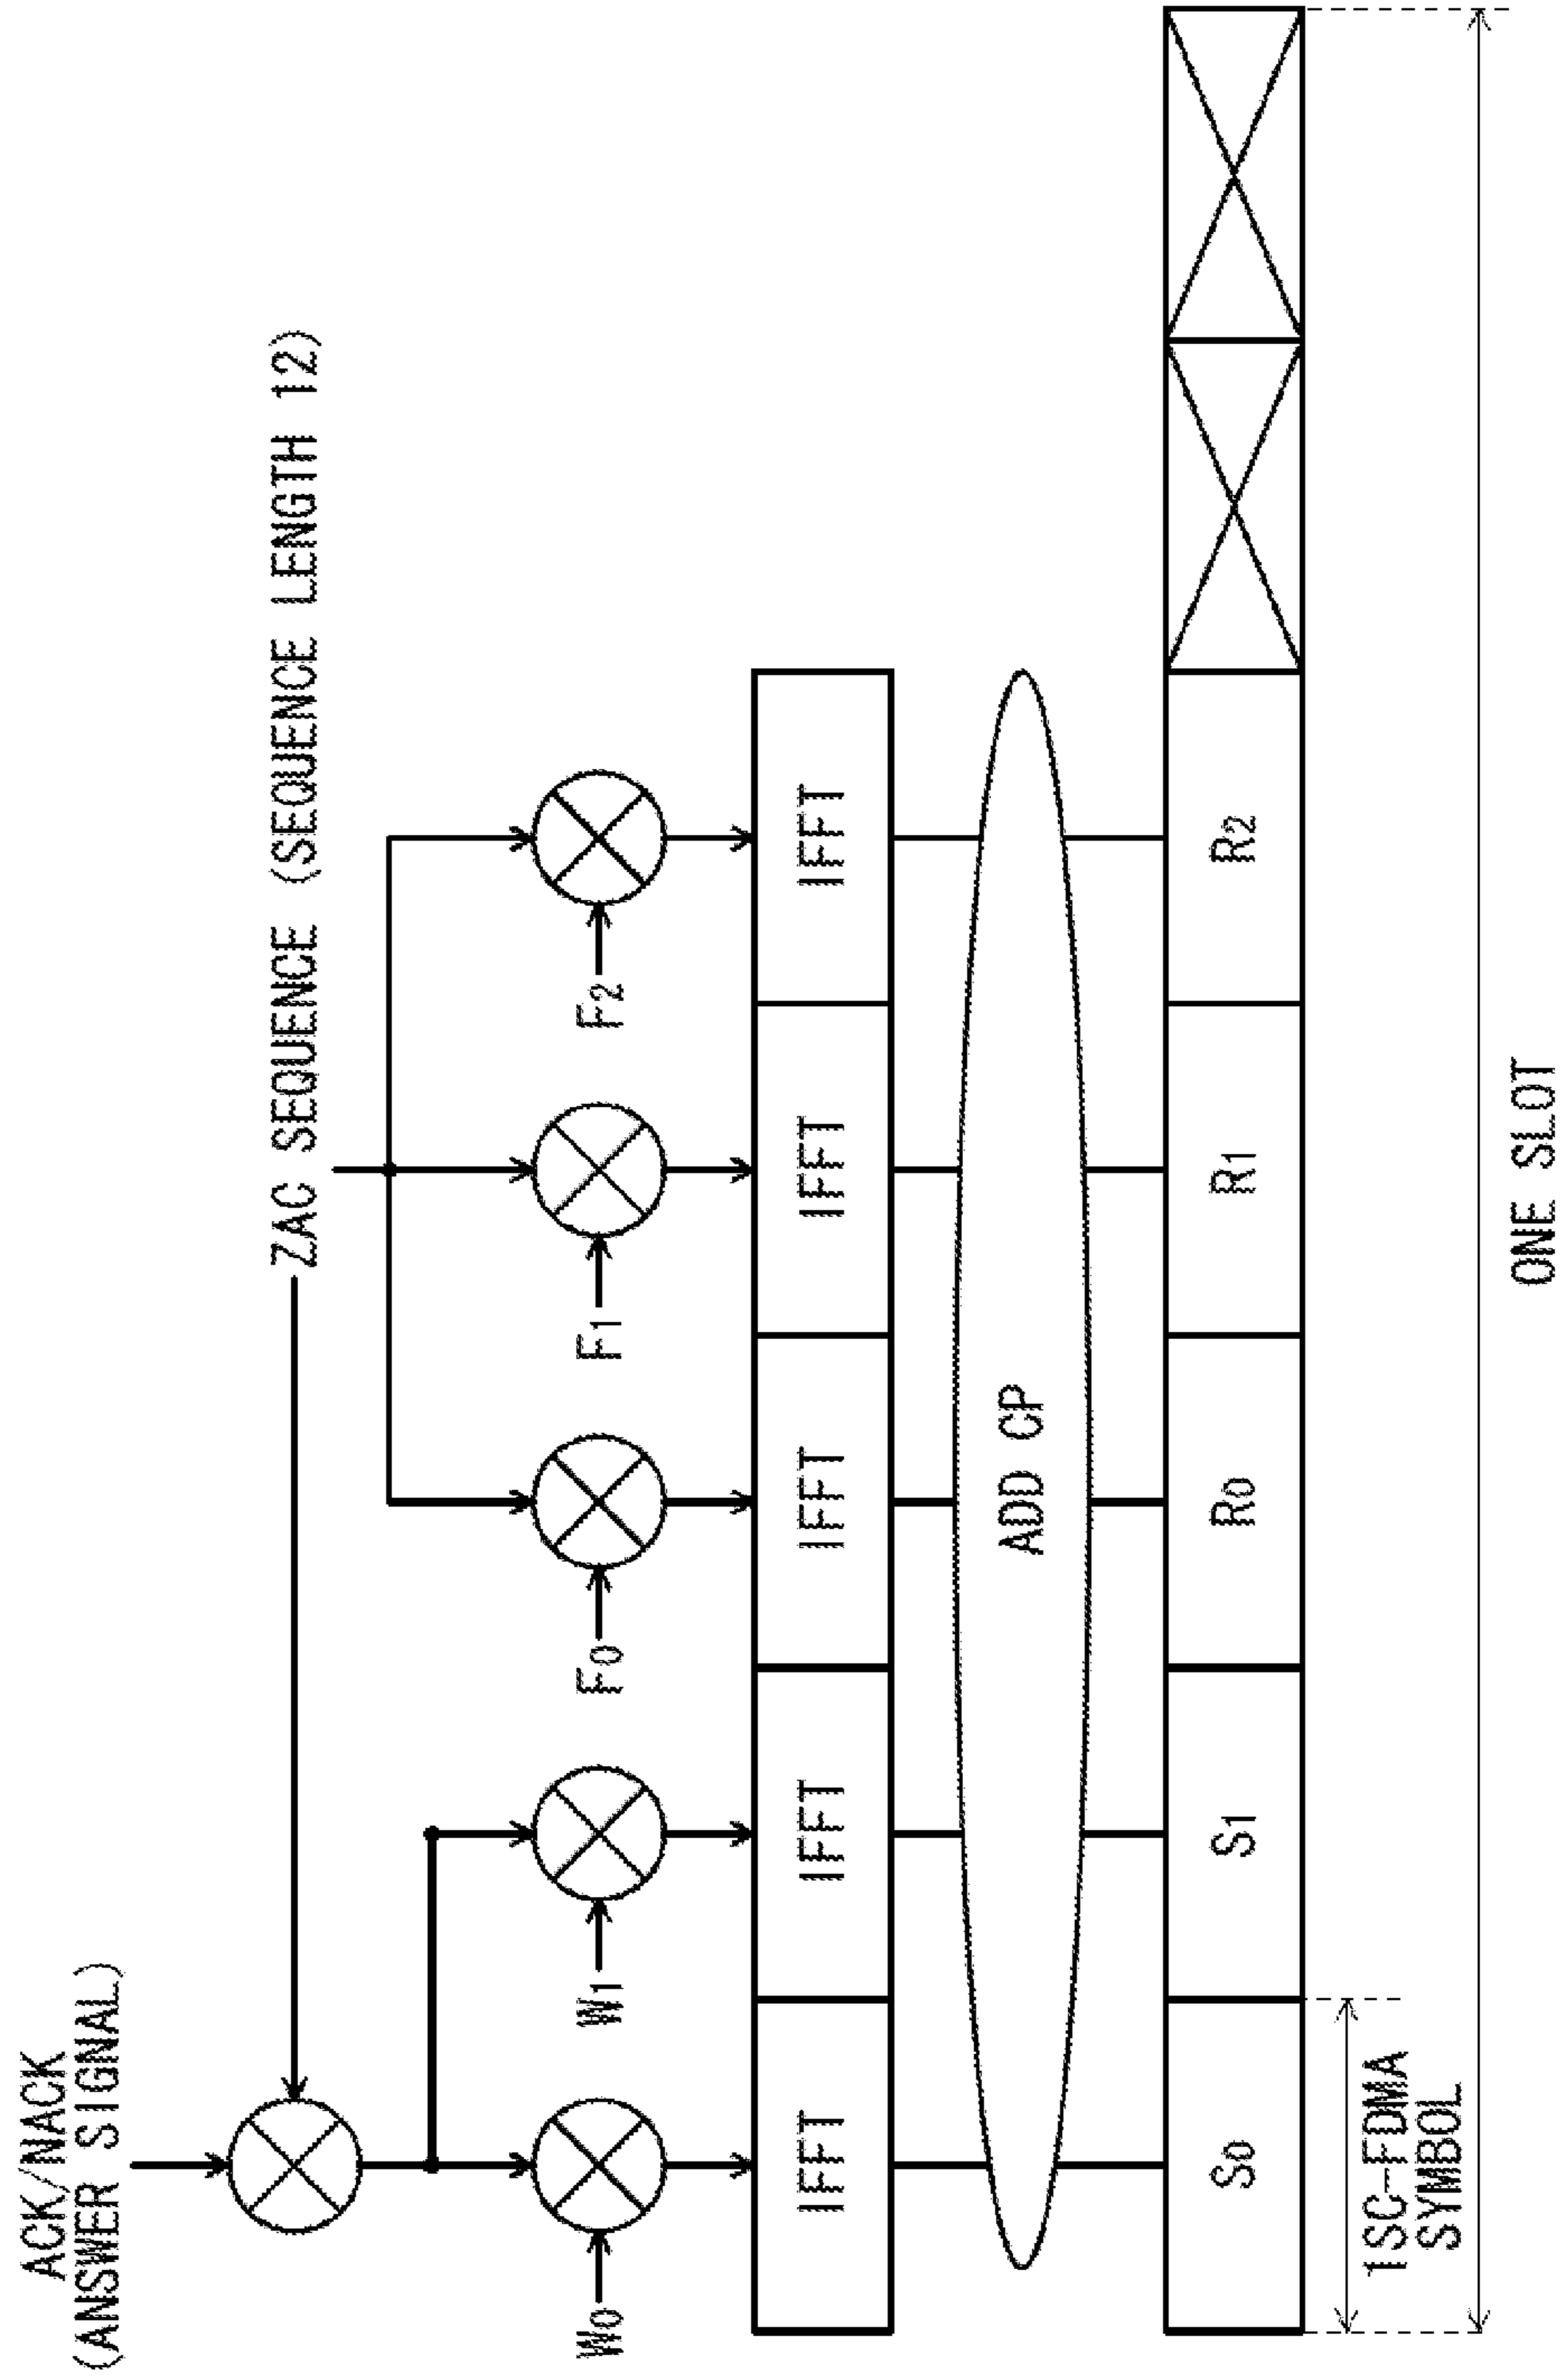 ACK/NACK
(ANSWER SIGNAL)
ZAC SEQUENCE (SEQUENCE LENGTH 12)
W0
W1
F0
F1
F2
IFFT
IFFT
IFFT
IFFT
IFFT
ADD CP
S0
S1
R0
R1
R2
1SC-FDMA
SYMBOL
ONE SLOT